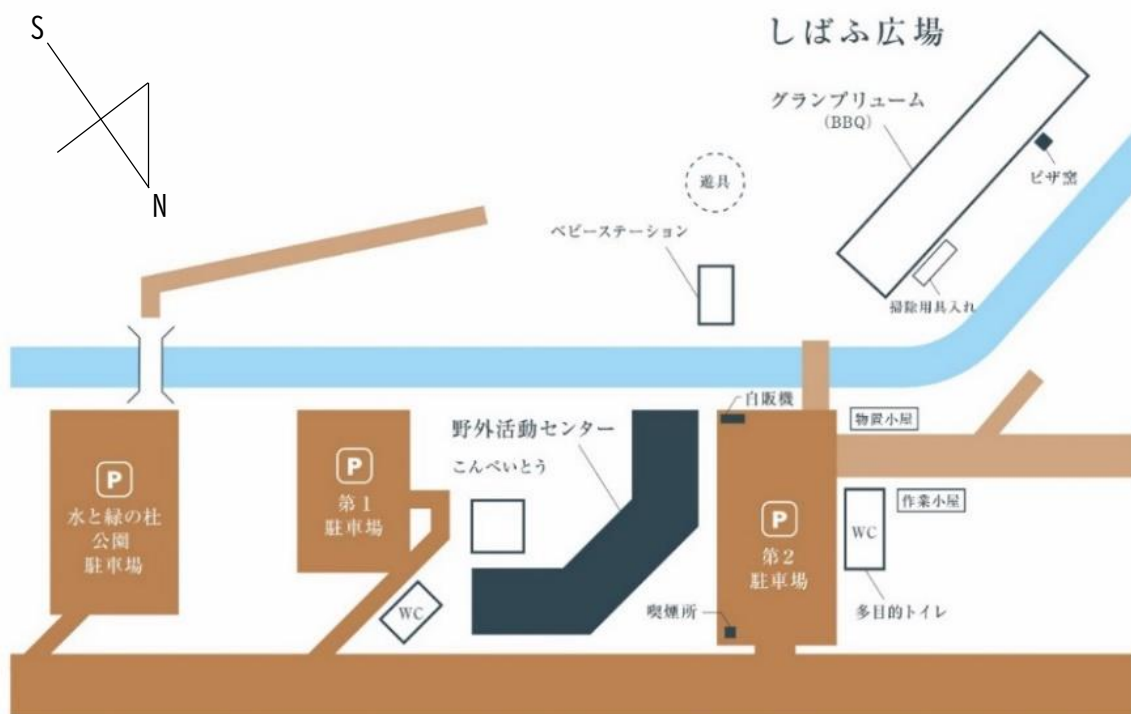 S
N
しばふ広場
グランプリューム
(BBQ)
ピザ窯
遊具
ベビーステーション
掃除用具入れ
自販機
物置小屋
野外活動センター
こんぺいとう
P
水と緑の杜
公園
駐車場
P
第1
駐車場
WC
P
第2
駐車場
作業小屋
WC
多目的トイレ
喫煙所